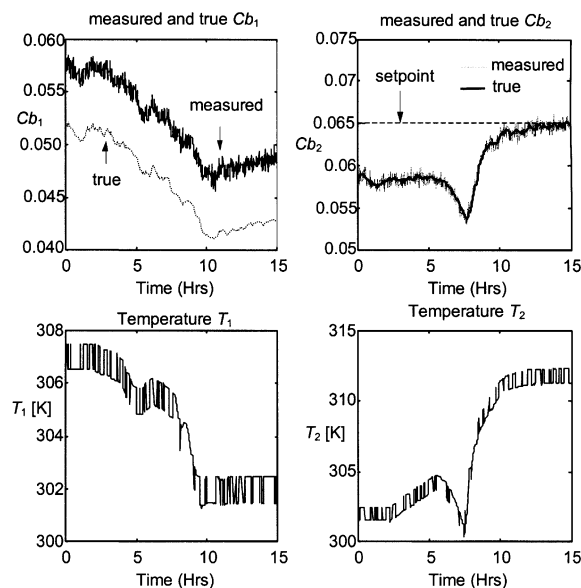 measured and true Cb1
0.060
0.055
Cb1
0.050
0.045
0.040
measured
true
0 5 10 15
Time (Hrs)
measured and true Cb2
0.075
0.070
0.065
Cb2
0.060
0.055
0.050
setpoint
measured
true
0 5 10 15
Time (Hrs)
Temperature T1
308
306
T1 [K]
304
302
300
0 5 10 15
Time (Hrs)
Temperature T2
315
310
T2 [K]
305
300
0 5 10 15
Time (Hrs)